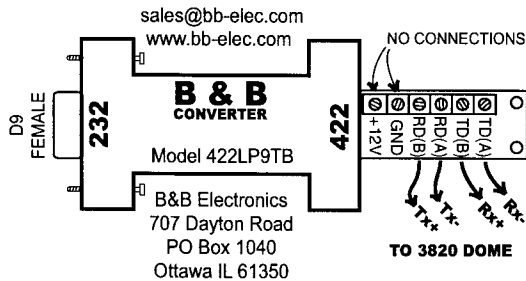 sales@bb-elec.com
www.bb-elec.com
NO CONNECTIONS
D9
FEMALE
232
B & B
CONVERTER
Model 422LP9TB
422
+12V
GND
RD(B)
RD(A)
TD(B)
TD(A)
Tx+
Tx-
Rx+
Rx-
B&B Electronics
707 Dayton Road
PO Box 1040
Ottawa IL 61350
TO 3820 DOME